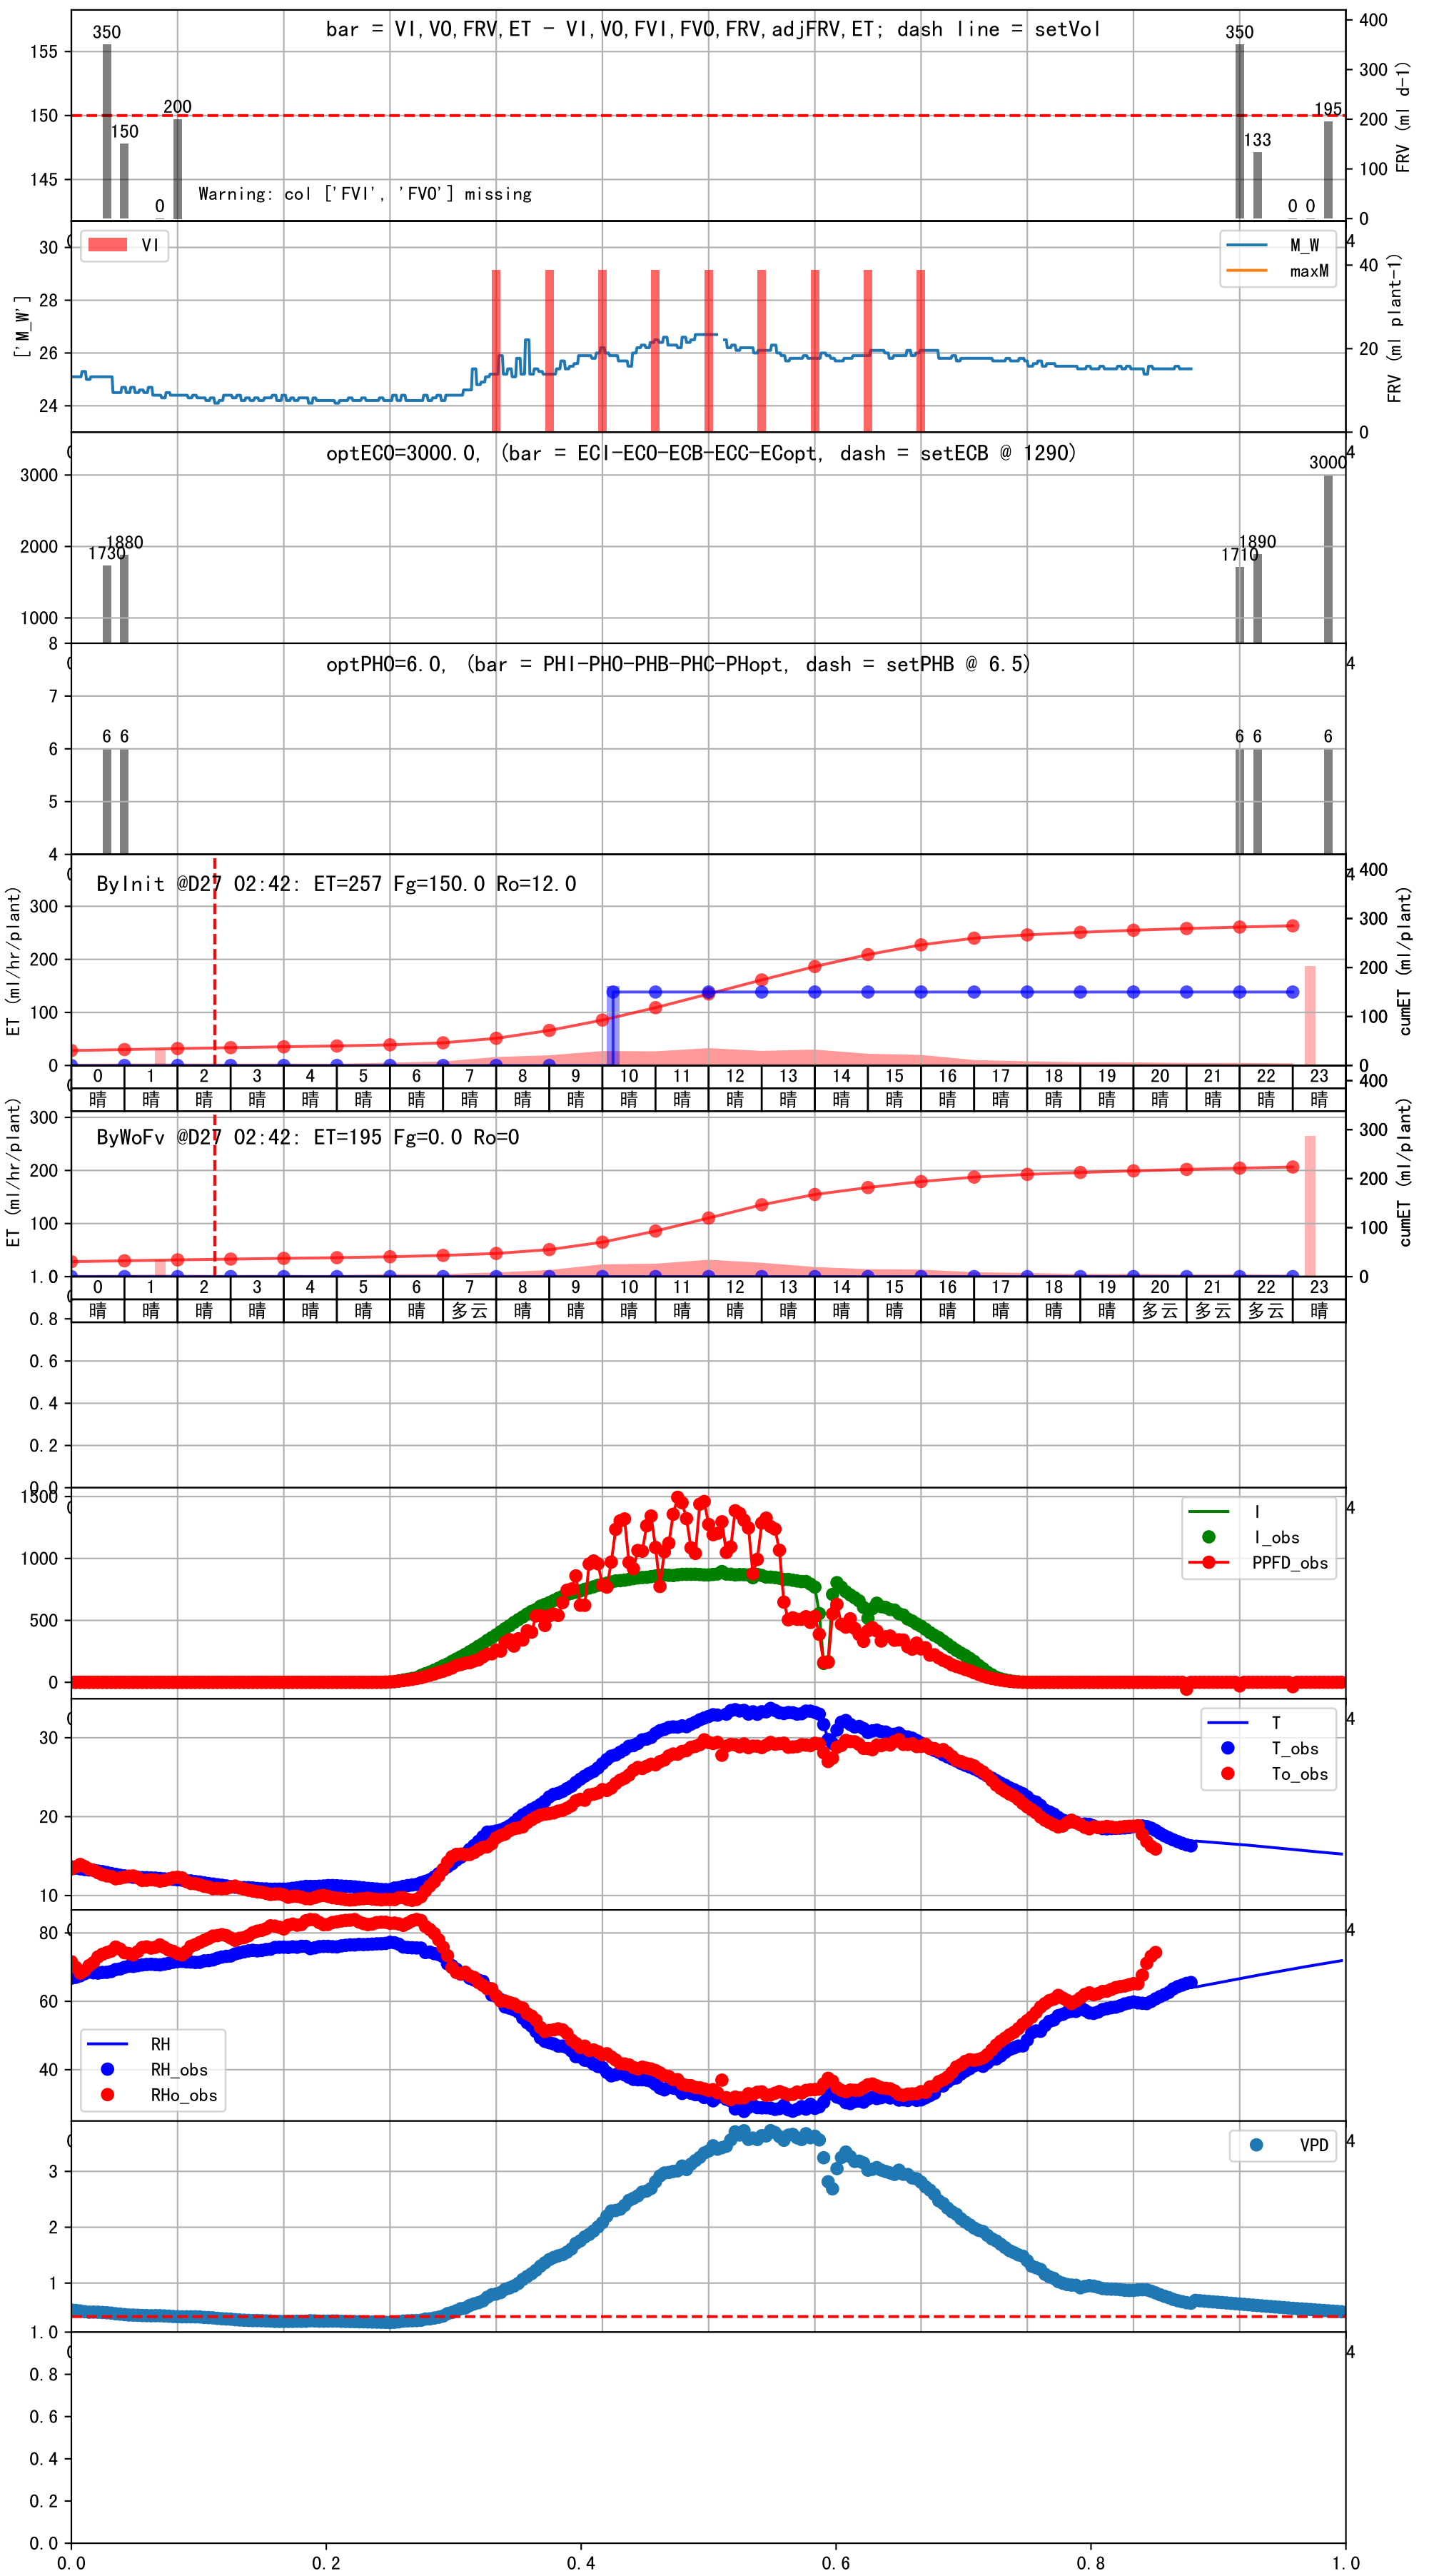 bar = VI,VO,FRV,ET - VI,VO,FVI,FVO,FRV,adjFRV,ET; dash line = setVol
350 150 0 200 350 133 0 0 195
Warning: col ['FVI', 'FVO'] missing
155 150 145
400 300 200 100 0
FRV (ml d-1)
VI
M_W
maxM
['M_W']
30 28 26 24
40 20 0
FRV (ml plant-1)
optECO=3000.0, (bar = ECI-ECO-ECB-ECC-ECopt, dash = setECB @ 1290)
3000 2000 1000
1730 1880 1710 1890 3000
optPHO=6.0, (bar = PHI-PHO-PHB-PHC-PHopt, dash = setPHB @ 6.5)
8 7 6 5 4
6 6 6 6 6
ByInit @D27 02:42: ET=257 Fg=150.0 Ro=12.0
ET (ml/hr/plant)
300 200 100 0
400 300 200 100 0
cumET (ml/plant)
0 1 2 3 4 5 6 7 8 9 10 11 12 13 14 15 16 17 18 19 20 21 22 23
晴 晴 晴 晴 晴 晴 晴 晴 晴 晴 晴 晴 晴 晴 晴 晴 晴 晴 晴 晴 晴 晴 晴 晴
ByWoFv @D27 02:42: ET=195 Fg=0.0 Ro=0
ET (ml/hr/plant)
300 200 100
400 300 200 100 0
cumET (ml/plant)
0 1 2 3 4 5 6 7 8 9 10 11 12 13 14 15 16 17 18 19 20 21 22 23
晴 晴 晴 晴 晴 晴 晴 多云 晴 晴 晴 晴 晴 晴 晴 晴 晴 晴 晴 晴 多云 多云 多云 晴
1.0 0.8 0.6 0.4 0.2 0.0
1500 1000 500 0
I
I_obs
PPFD_obs
30 20 10
T
T_obs
To_obs
80 60 40
RH
RH_obs
RHo_obs
3 2 1
VPD
1.0 0.8 0.6 0.4 0.2 0.0
0.0 0.2 0.4 0.6 0.8 1.0